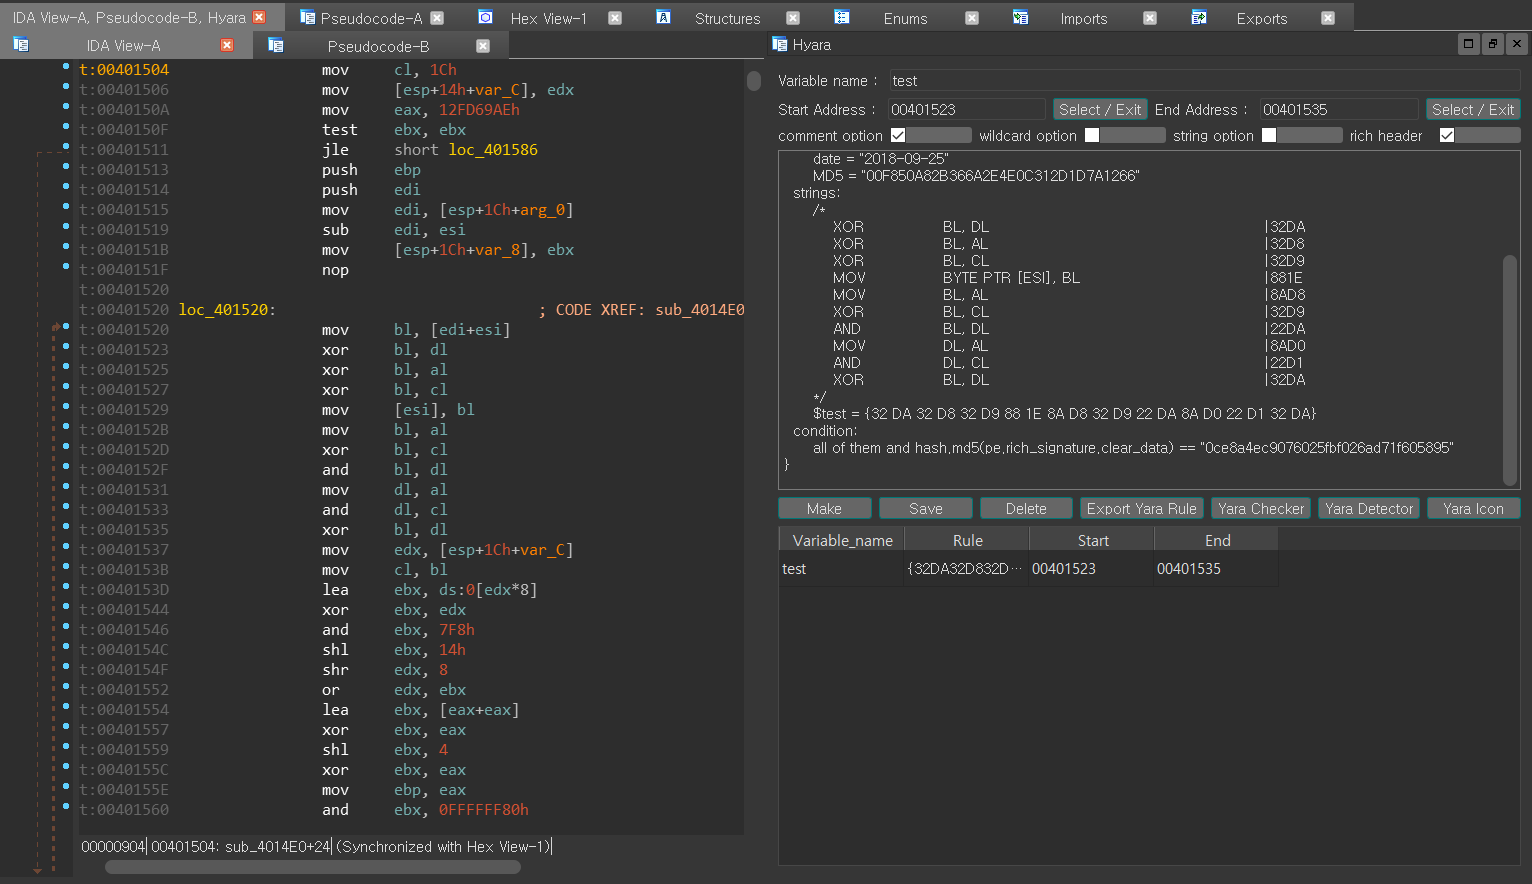 IDA View-A, Pseudocode-B, Hyara
Pseudocode-A
Hex View-1
Structures
Enums
Imports
Exports
IDA View-A
Pseudocode-B
t:00401504 mov cl, 1Ch
t:00401506 mov [esp+14h+var_C], edx
t:0040150A mov eax, 12FD69AEh
t:0040150F test ebx, ebx
t:00401511 jle short loc_401586
t:00401513 push ebp
t:00401514 push edi
t:00401515 mov edi, [esp+1Ch+arg_0]
t:00401519 sub edi, esi
t:0040151B mov [esp+1Ch+var_8], ebx
t:0040151F nop
t:00401520
t:00401520 loc_401520: ; CODE XREF: sub_4014E0
t:00401520 mov bl, [edi+esi]
t:00401523 xor bl, dl
t:00401525 xor bl, al
t:00401527 xor bl, cl
t:00401529 mov [esi], bl
t:0040152B mov bl, al
t:0040152D xor bl, cl
t:0040152F and bl, dl
t:00401531 mov dl, al
t:00401533 and dl, cl
t:00401535 xor bl, dl
t:00401537 mov edx, [esp+1Ch+var_C]
t:0040153B mov cl, bl
t:0040153D lea ebx, ds:0[edx*8]
t:00401544 xor ebx, edx
t:00401546 and ebx, 7F8h
t:0040154C shl ebx, 14h
t:0040154F shr edx, 8
t:00401552 or edx, ebx
t:00401554 lea ebx, [eax+eax]
t:00401557 xor ebx, eax
t:00401559 shl ebx, 4
t:0040155C xor ebx, eax
t:0040155E mov ebp, eax
t:00401560 and ebx, 0FFFFFF80h
00000904 00401504: sub_4014E0+24 (Synchronized with Hex View-1)
Hyara
Variable name : test
Start Address : 00401523 Select / Exit End Address : 00401535 Select / Exit
comment option wildcard option string option rich header
date = "2018-09-25"
MD5 = "00F850A82B366A2E4E0C312D1D7A1266"
strings:
/*
XOR BL, DL |32DA
XOR BL, AL |32D8
XOR BL, CL |32D9
MOV BYTE PTR [ESI], BL |881E
MOV BL, AL |8AD8
XOR BL, CL |32D9
AND BL, DL |22DA
MOV DL, AL |8AD0
AND DL, CL |22D1
XOR BL, DL |32DA
*/
$test = {32 DA 32 D8 32 D9 88 1E 8A D8 32 D9 22 DA 8A D0 22 D1 32 DA}
condition:
all of them and hash.md5(pe.rich_signature.clear_data) == "0ce8a4ec9076025fbf026ad71f605895"
}
Make Save Delete Export Yara Rule Yara Checker Yara Detector Yara Icon
Variable_name Rule Start End
test {32DA32D832D··· 00401523 00401535